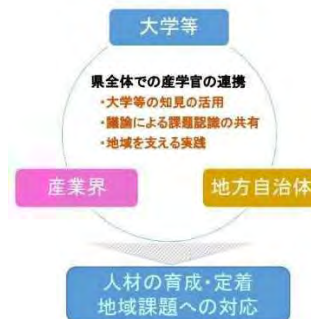 大学等
県全体での産学官の連携
・大学等の知見の活用
・議論による課題認識の共有
・地域を支える実践
産業界
地方自治体
人材の育成・定着
地域課題への対応